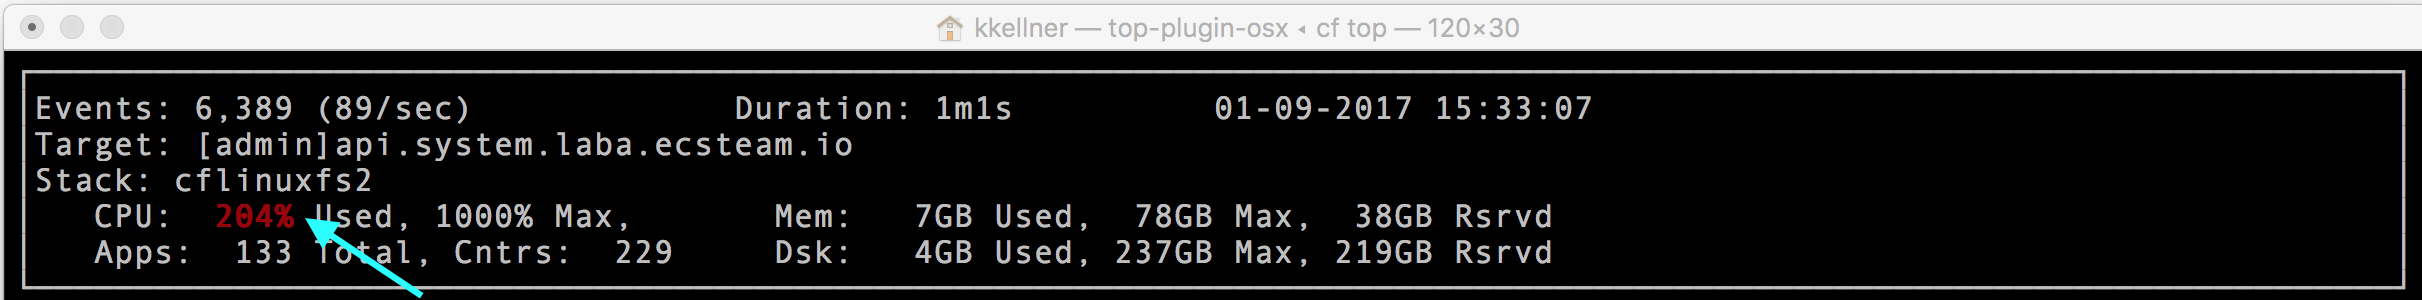 kkellner — top-plugin-osx ◂ cf top — 120×30
Events: 6,389 (89/sec) Duration: 1m1s 01-09-2017 15:33:07
Target: [admin]api.system.laba.ecsteam.io
Stack: cflinuxfs2
CPU: 204% Used, 1000% Max, Mem: 7GB Used, 78GB Max, 38GB Rsrvd
Apps: 133 Total, Cntrs: 229 Dsk: 4GB Used, 237GB Max, 219GB Rsrvd